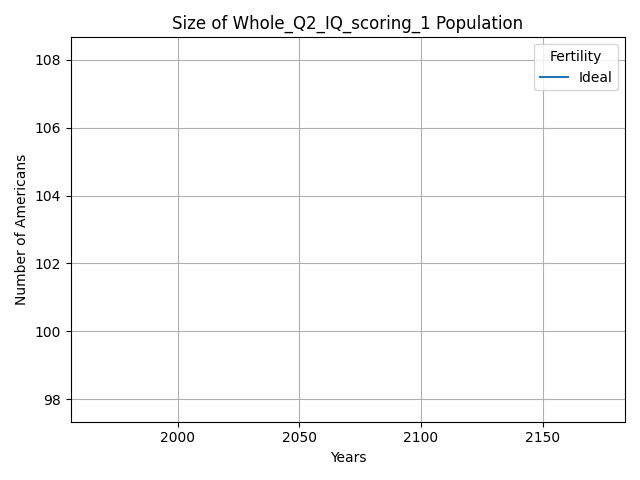 Size of Whole_Q2_IQ_scoring_1 Population
Fertility
Ideal
108
106
104
102
100
98
Number of Americans
2000 2050 2100 2150
Years